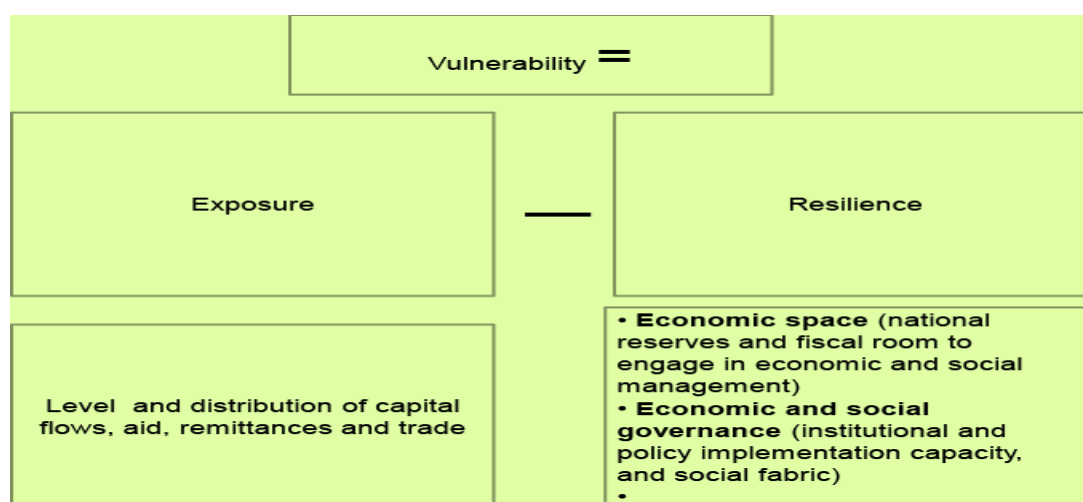 Vulnerability =
Exposure
—
Resilience
Level and distribution of capital
flows, aid, remittances and trade
• Economic space (national
reserves and fiscal room to
engage in economic and social
management)
• Economic and social
governance (institutional and
policy implementation capacity,
and social fabric)
•